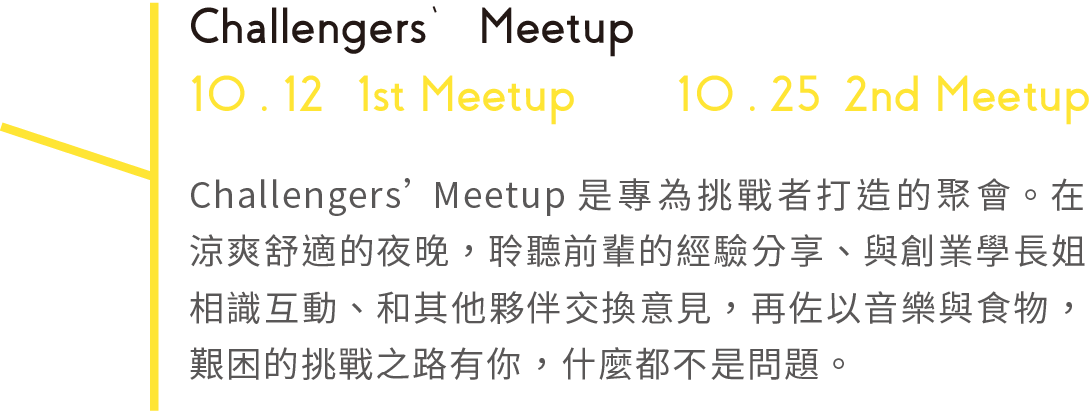 Challengers‵ Meetup
10 . 12 1st Meetup 10 . 25 2nd Meetup
Challengers’ Meetup 是專為挑戰者打造的聚會。在
涼爽舒適的夜晚，聆聽前輩的經驗分享、與創業學長姐
相識互動、和其他夥伴交換意見，再佐以音樂與食物，
艱困的挑戰之路有你，什麼都不是問題。